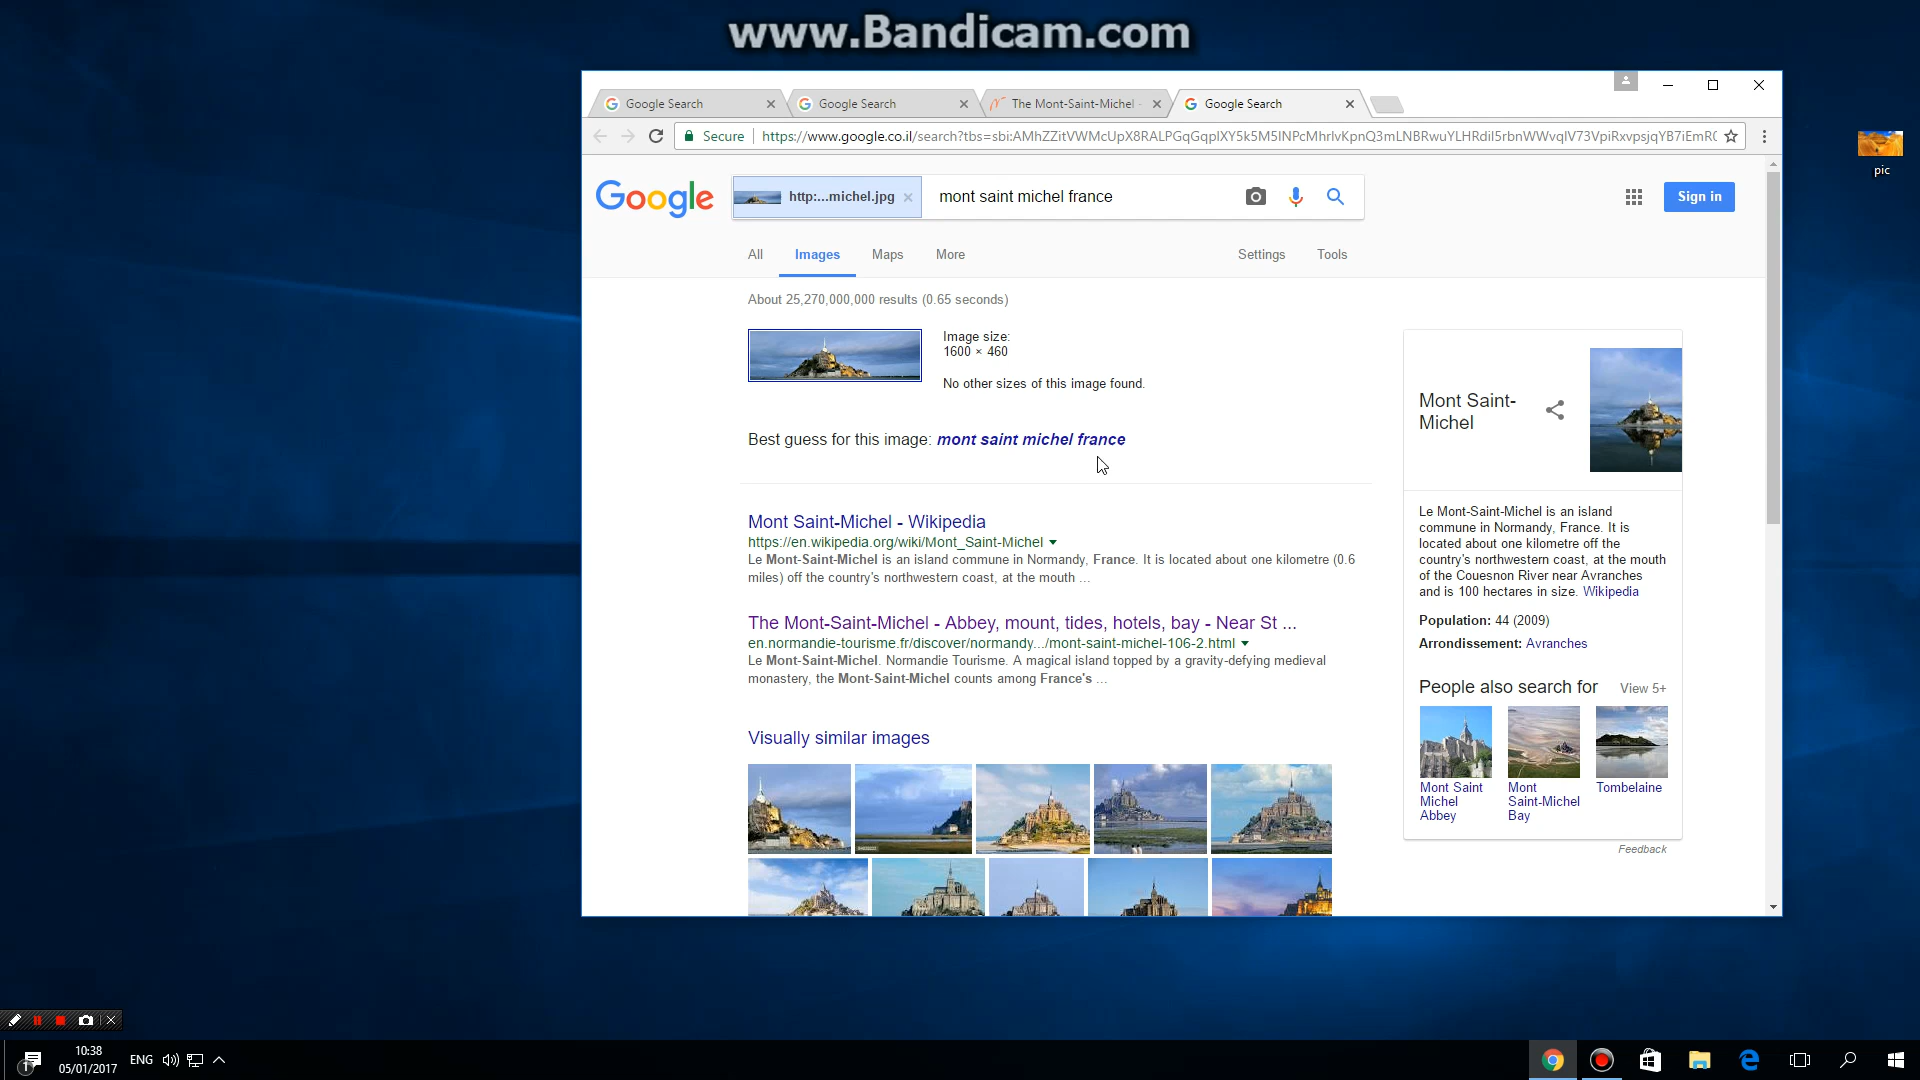 www.Bandicam.com
Google Search
Google Search
The Mont-Saint-Michel -
Google Search
Secure
pic
Google
http:...michel.jpg
mont saint michel france
Sign in
All
Images
Maps
More
Settings
Tools
About 25,270,000,000 results (0.65 seconds)
Image size:
1600 × 460
No other sizes of this image found.
Best guess for this image: mont saint michel france
Mont Saint-Michel - Wikipedia
https://en.wikipedia.org/wiki/Mont_Saint-Michel
Le Mont-Saint-Michel is an island commune in Normandy, France. It is located about one kilometre (0.6
miles) off the country's northwestern coast, at the mouth ...
The Mont-Saint-Michel - Abbey, mount, tides, hotels, bay - Near St ...
en.normandie-tourisme.fr/discover/normandy.../mont-saint-michel-106-2.html
Le Mont-Saint-Michel. Normandie Tourisme. A magical island topped by a gravity-defying medieval
monastery, the Mont-Saint-Michel counts among France's ...
Visually similar images
Mont Saint-
Michel
Le Mont-Saint-Michel is an island
commune in Normandy, France. It is
located about one kilometre off the
country's northwestern coast, at the mouth
of the Couesnon River near Avranches
and is 100 hectares in size. Wikipedia
Population: 44 (2009)
Arrondissement: Avranches
People also search for
View 5+
Mont Saint
Michel
Abbey
Mont
Saint-Michel
Bay
Tombelaine
Feedback
1
10:38
05/01/2017
ENG